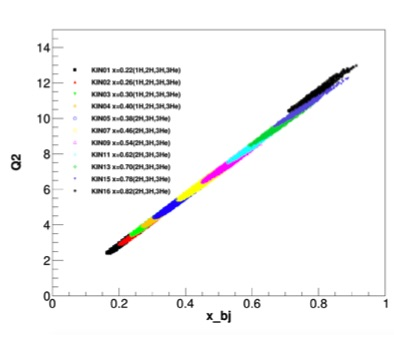 14
12
10
8
6
4
2
0
Q2
KIN01 x=0.22(1H,2H,3H,3He)
KIN02 x=0.26(1H,2H,3H,3He)
KIN03 x=0.30(1H,2H,3H,3He)
KIN04 x=0.40(1H,2H,3H,3He)
KIN05 x=0.38(2H,3H,3He)
KIN07 x=0.46(2H,3H,3He)
KIN09 x=0.54(2H,3H,3He)
KIN11 x=0.62(2H,3H,3He)
KIN13 x=0.70(2H,3H,3He)
KIN15 x=0.78(2H,3H,3He)
KIN16 x=0.82(2H,3H,3He)
0 0.2 0.4 0.6 0.8 1
x_bj